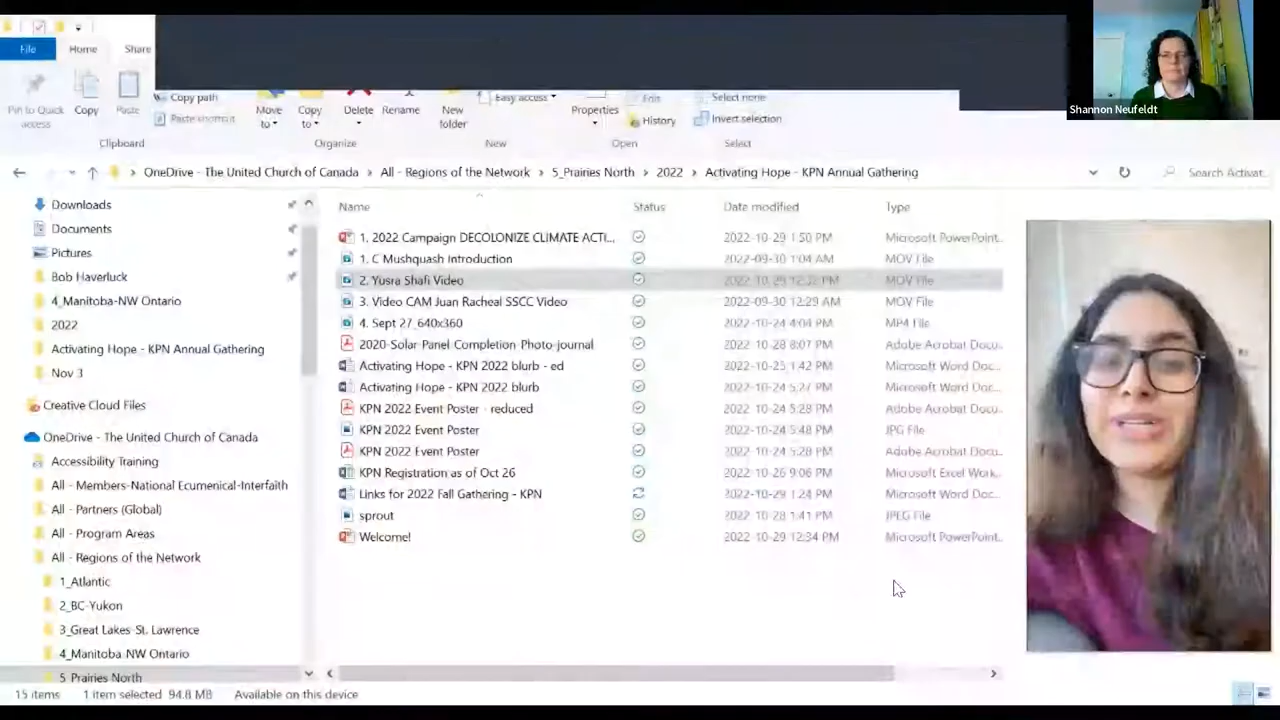 File Home Share
Pin to Quick access
Copy
Paste
Copy path
Paste shortcut
Move to
Copy to
Delete
Rename
New folder
Easy access
Properties
Edit
History
Select none
Invert selection
Clipboard Organize New Open Select
Shannon Neufeldt
OneDrive - The United Church of Canada > All - Regions of the Network > 5_Prairies North > 2022 > Activating Hope - KPN Annual Gathering
Search Activat...
Downloads
Documents
Pictures
Bob Haverluck
4_Manitoba-NW Ontario
2022
Activating Hope - KPN Annual Gathering
Nov 3
Creative Cloud Files
OneDrive - The United Church of Canada
Accessibility Training
All - Members-National Ecumenical-Interfaith
All - Partners (Global)
All - Program Areas
All - Regions of the Network
1_Atlantic
2_BC-Yukon
3_Great Lakes-St. Lawrence
4_Manitoba-NW Ontario
5_Prairies North
Name Status Date modified Type
1. 2022 Campaign DECOLONIZE CLIMATE ACTI... 2022-10-29 1:50 PM Microsoft PowerPoint...
1. C Mushquash Introduction 2022-09-30 1:04 AM MOV File
2. Yusra Shafi Video 2022-10-29 12:32 PM MOV File
3. Video CAM Juan Racheal SSCC Video 2022-09-30 12:29 AM MOV File
4. Sept 27_640x360 2022-10-24 4:04 PM MP4 File
2020-Solar-Panel-Completion-Photo-journal 2022-10-28 8:07 PM Adobe Acrobat Docu...
Activating Hope - KPN 2022 blurb - ed 2022-10-25 1:42 PM Microsoft Word Doc...
Activating Hope - KPN 2022 blurb 2022-10-24 5:27 PM Microsoft Word Doc...
KPN 2022 Event Poster - reduced 2022-10-24 5:28 PM Adobe Acrobat Docu...
KPN 2022 Event Poster 2022-10-24 5:48 PM JPG File
KPN 2022 Event Poster 2022-10-24 5:28 PM Adobe Acrobat Docu...
KPN Registration as of Oct 26 2022-10-26 9:06 PM Microsoft Excel Work...
Links for 2022 Fall Gathering - KPN 2022-10-29 1:24 PM Microsoft Word Doc...
sprout 2022-10-28 1:41 PM JPEG File
Welcome! 2022-10-29 12:34 PM Microsoft PowerPoint...
15 items 1 item selected 94.8 MB Available on this device